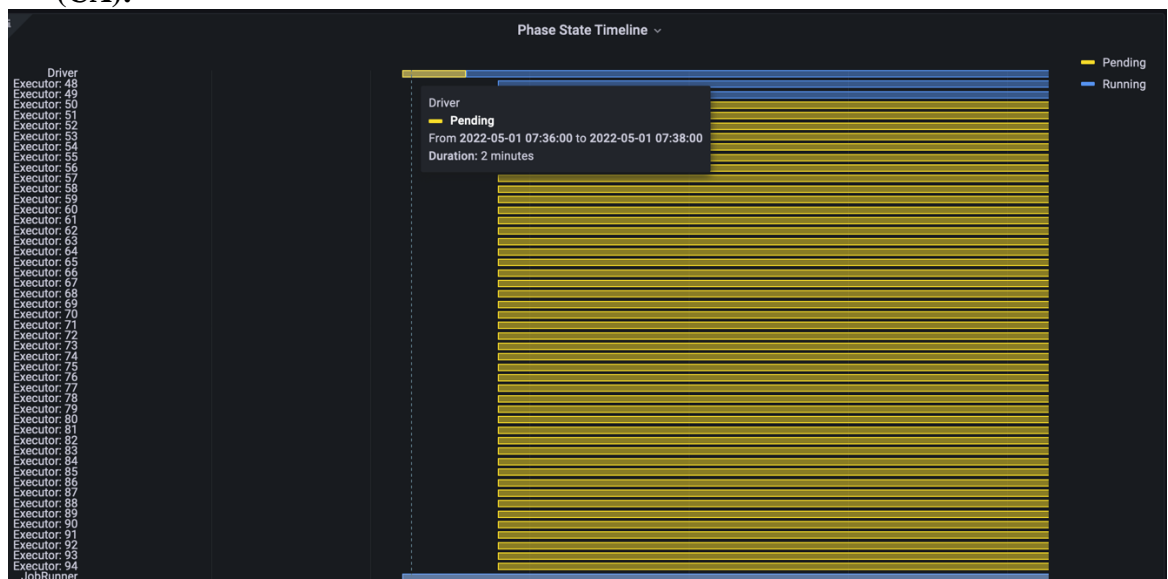 (CA).
i
Phase State Timeline
Pending
Running
Driver
Executor: 48
Executor: 49
Executor: 50
Executor: 51
Executor: 52
Executor: 53
Executor: 54
Executor: 55
Executor: 56
Executor: 57
Executor: 58
Executor: 59
Executor: 60
Executor: 61
Executor: 62
Executor: 63
Executor: 64
Executor: 65
Executor: 66
Executor: 67
Executor: 68
Executor: 69
Executor: 70
Executor: 71
Executor: 72
Executor: 73
Executor: 74
Executor: 75
Executor: 76
Executor: 77
Executor: 78
Executor: 79
Executor: 80
Executor: 81
Executor: 82
Executor: 83
Executor: 84
Executor: 85
Executor: 86
Executor: 87
Executor: 88
Executor: 89
Executor: 90
Executor: 91
Executor: 92
Executor: 93
Executor: 94
JobRunner
Driver
Pending
From 2022-05-01 07:36:00 to 2022-05-01 07:38:00
Duration: 2 minutes